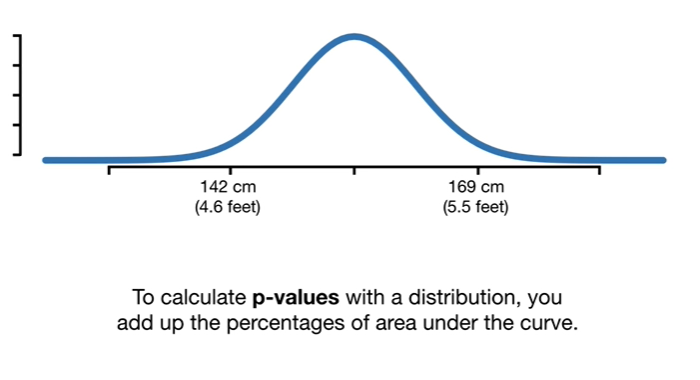 142 cm
(4.6 feet)
169 cm
(5.5 feet)
To calculate p-values with a distribution, you
add up the percentages of area under the curve.